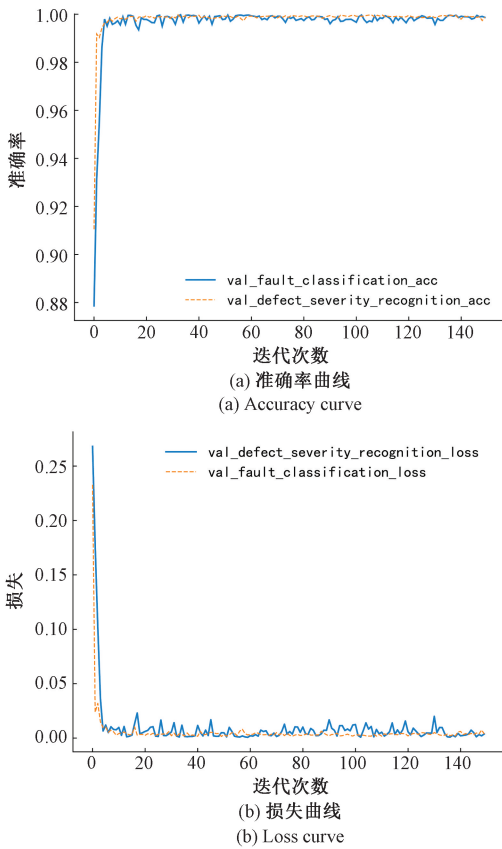 1.00
0.98
0.96
0.94
0.92
0.90
0.88
准确率
val_fault_classification_acc
val_defect_severity_recognition_acc
0 20 40 60 80 100 120 140
迭代次数
(a) 准确率曲线
(a) Accuracy curve
0.25
0.20
0.15
0.10
0.05
0.00
损失
val_defect_severity_recognition_loss
val_fault_classification_loss
0 20 40 60 80 100 120 140
迭代次数
(b) 损失曲线
(b) Loss curve